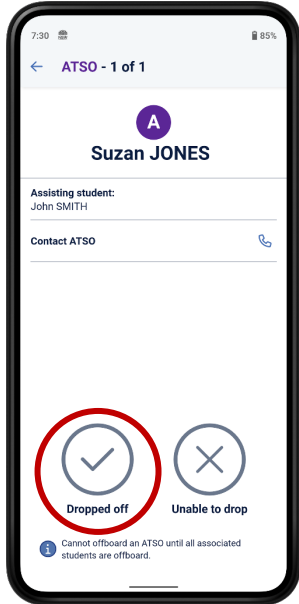 7:30 85%
ATSO - 1 of 1
A
Suzan JONES
Assisting student:
John SMITH
Contact ATSO
Dropped off Unable to drop
Cannot offboard an ATSO until all associated
students are offboard.